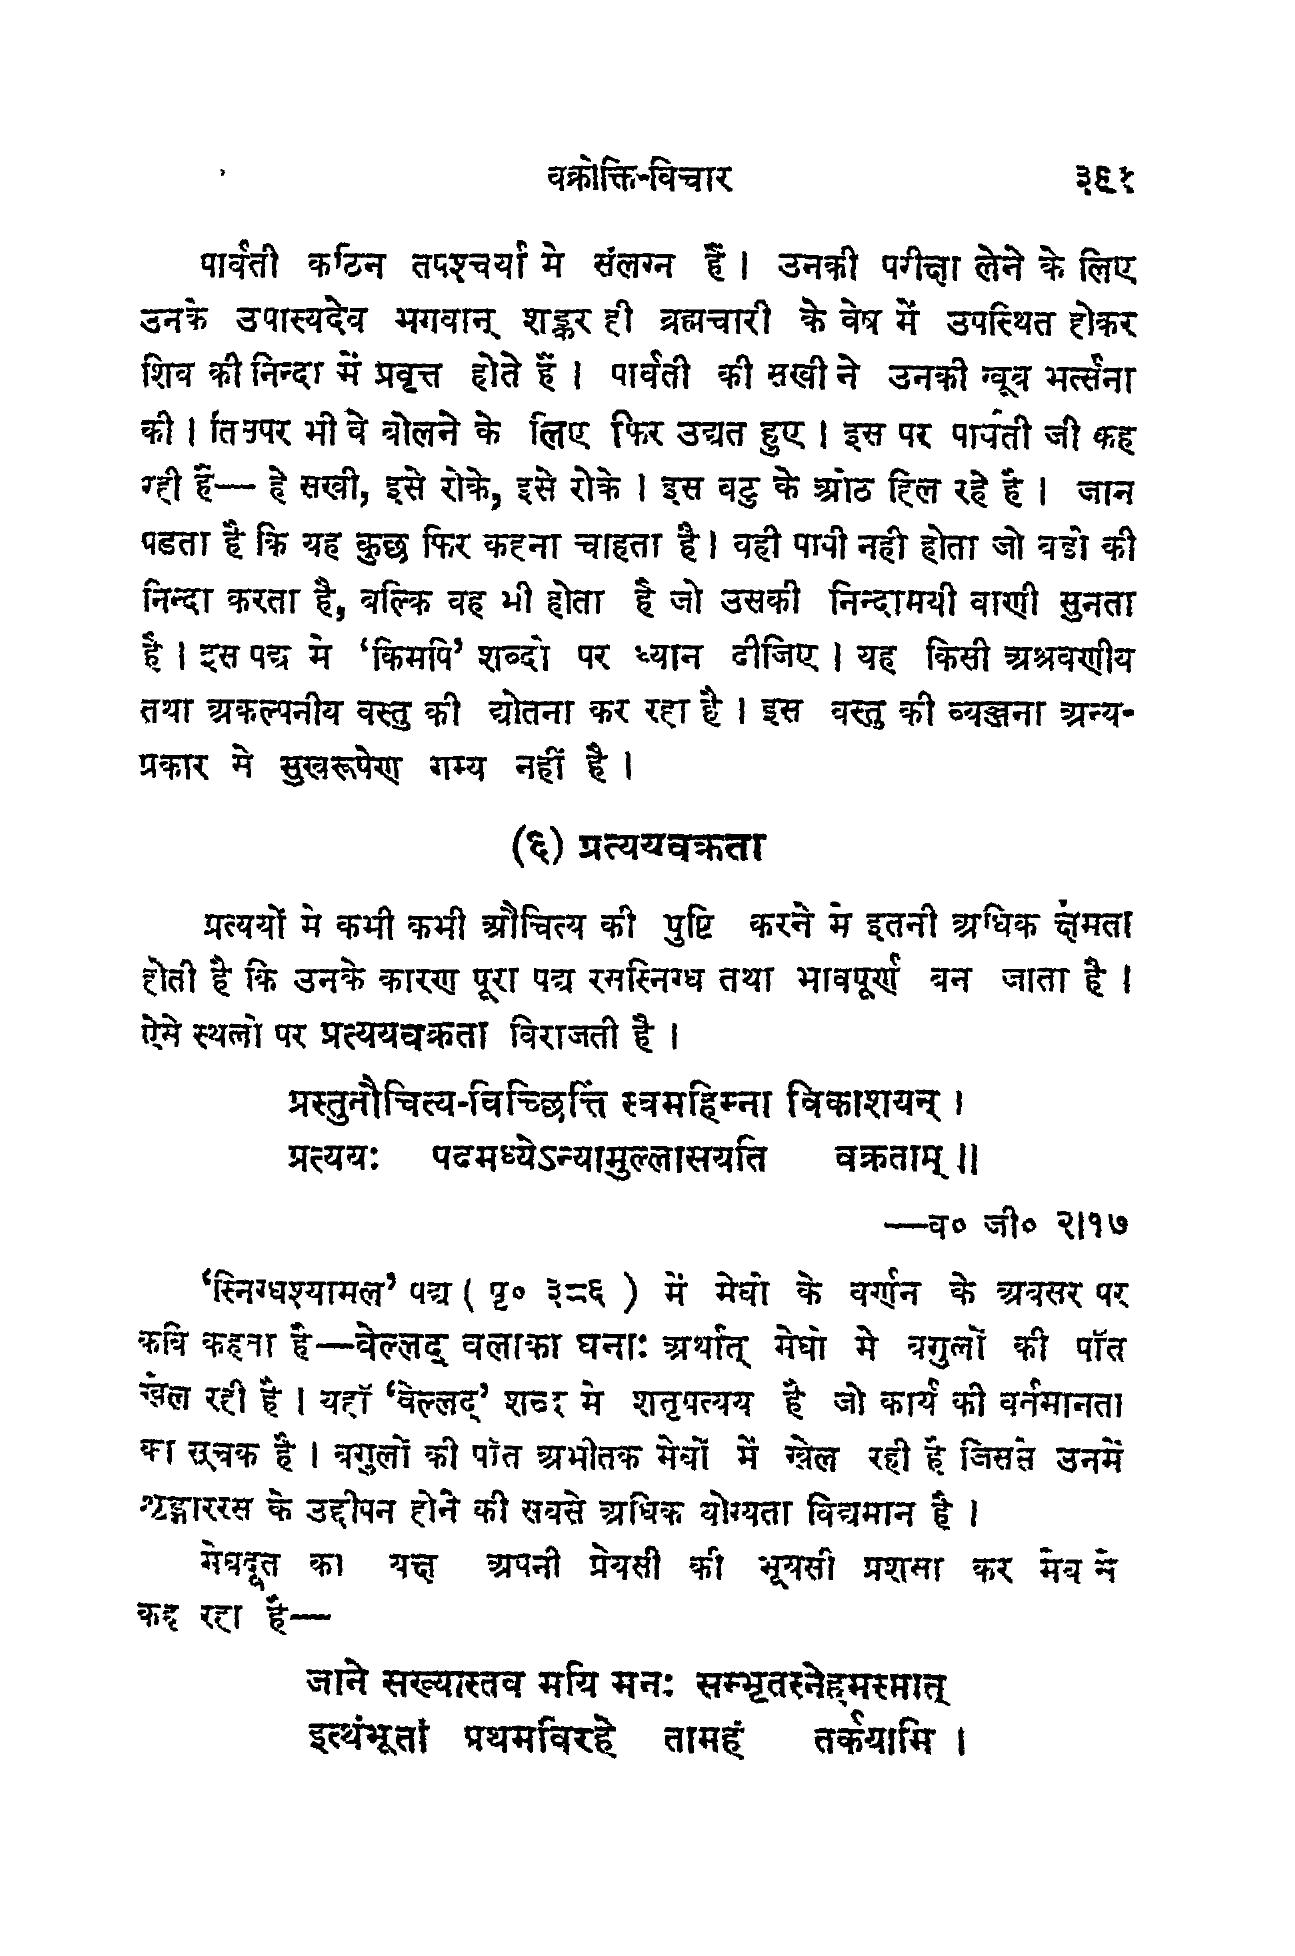 वक्रोक्ति-विचार ३९१
पार्वती कठिन तपश्चर्या मे संलग्न हैं। उनकी परीक्षा लेने के लिए
उनके उपास्यदेव भगवान् शङ्कर ही ब्रह्मचारी के वेष में उपस्थित होकर
शिव की निन्दा में प्रवृत्त होते हैं। पार्वती की सखी ने उनकी खूब भर्त्सना
की। तिसपर भी वे बोलने के लिए फिर उद्यत हुए। इस पर पार्वती जी कह
रही हैं— हे सखी, इसे रोके, इसे रोके। इस वटु के ओठ हिल रहे हैं। जान
पडता है कि यह कुछ फिर कहना चाहता है। वही पापी नही होता जो बडो की
निन्दा करता है, बल्कि वह भी होता है जो उसकी निन्दामयी वाणी सुनता
है। इस पद्य मे ‘किमपि’ शब्दो पर ध्यान दीजिए। यह किसी अश्रवणीय
तथा अकल्पनीय वस्तु की द्योतना कर रहा है। इस वस्तु की व्यञ्जना अन्य-
प्रकार मे सुखरूपेण गम्य नहीं है।
(६) प्रत्ययवक्रता
प्रत्ययों मे कभी कभी औचित्य की पुष्टि करने मे इतनी अधिक क्षमता
होती है कि उनके कारण पूरा पद्य रसस्निग्ध तथा भावपूर्ण बन जाता है।
ऐसे स्थलो पर प्रत्ययवक्रता विराजती है।
प्रस्तुतौचित्य-विच्छित्तिं स्वमहिम्ना विकाशयन्।
प्रत्ययः पदमध्येऽन्यामुल्लासयति वक्रताम्॥
—व० जी० २।१७
‘स्निग्धश्यामल’ पद्य ( पृ० ३८६ ) में मेघो के वर्णन के अवसर पर
कवि कहता है—वेल्लद् वलाका घनाः अर्थात् मेघो मे बगुलों की पाँत
खेल रही है। यहाँ ‘वेल्लद्’ शब्द मे शतृप्रत्यय है जो कार्य की वर्तमानता
का सूचक है। बगुलों की पाँत अभीतक मेघों में खेल रही है जिससे उनमें
शृङ्गाररस के उद्दीपन होने की सबसे अधिक योग्यता विद्यमान है।
मेघदूत का यक्ष अपनी प्रेयसी की भूयसी प्रशसा कर मेघ से
कह रहा है—
जाने सख्यास्तव मयि मनः सम्भृतस्नेहमस्मात्
इत्थंभूतां प्रथमविरहे तामहं तर्कयामि।